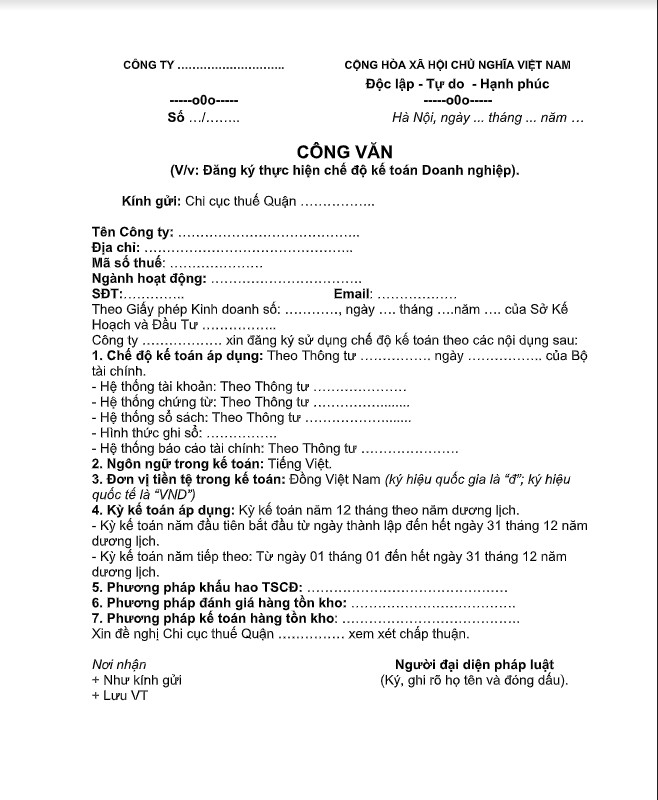 CÔNG TY ……………………….
CỘNG HÒA XÃ HỘI CHỦ NGHĨA VIỆT NAM
Độc lập - Tự do - Hạnh phúc
-----o0o-----
-----o0o-----
Số …/……..
Hà Nội, ngày ... tháng ... năm …
CÔNG VĂN
(V/v: Đăng ký thực hiện chế độ kế toán Doanh nghiệp).
Kính gửi: Chi cục thuế Quận ……………..
Tên Công ty: …………………………………..
Địa chỉ: ………………………………………..
Mã số thuế: …………………
Ngành hoạt động: …………………………….
SĐT:…………..
Email: ………………
Theo Giấy phép Kinh doanh số: …………, ngày …. tháng ….năm …. của Sở Kế
Hoạch và Đầu Tư ……………..
Công ty ……………… xin đăng ký sử dụng chế độ kế toán theo các nội dung sau:
1. Chế độ kế toán áp dụng: Theo Thông tư ……………. ngày …………….. của Bộ
tài chính.
- Hệ thống tài khoản: Theo Thông tư …………………
- Hệ thống chứng từ: Theo Thông tư ……………........
- Hệ thống sổ sách: Theo Thông tư ……………….......
- Hình thức ghi sổ: …………….
- Hệ thống báo cáo tài chính: Theo Thông tư ………………….
2. Ngôn ngữ trong kế toán: Tiếng Việt.
3. Đơn vị tiền tệ trong kế toán: Đồng Việt Nam (ký hiệu quốc gia là “đ”; ký hiệu
quốc tế là “VND”)
4. Kỳ kế toán áp dụng: Kỳ kế toán năm 12 tháng theo năm dương lịch.
- Kỳ kế toán năm đầu tiên bắt đầu từ ngày thành lập đến hết ngày 31 tháng 12 năm
dương lịch.
- Kỳ kế toán năm tiếp theo: Từ ngày 01 tháng 01 đến hết ngày 31 tháng 12 năm
dương lịch.
5. Phương pháp khấu hao TSCĐ: ………………………………………
6. Phương pháp đánh giá hàng tồn kho: ……………………………….
7. Phương pháp kế toán hàng tồn kho: ………………………………….
Xin đề nghị Chi cục thuế Quận …………… xem xét chấp thuận.
Nơi nhận
Người đại diện pháp luật
+ Như kính gửi
(Ký, ghi rõ họ tên và đóng dấu).
+ Lưu VT